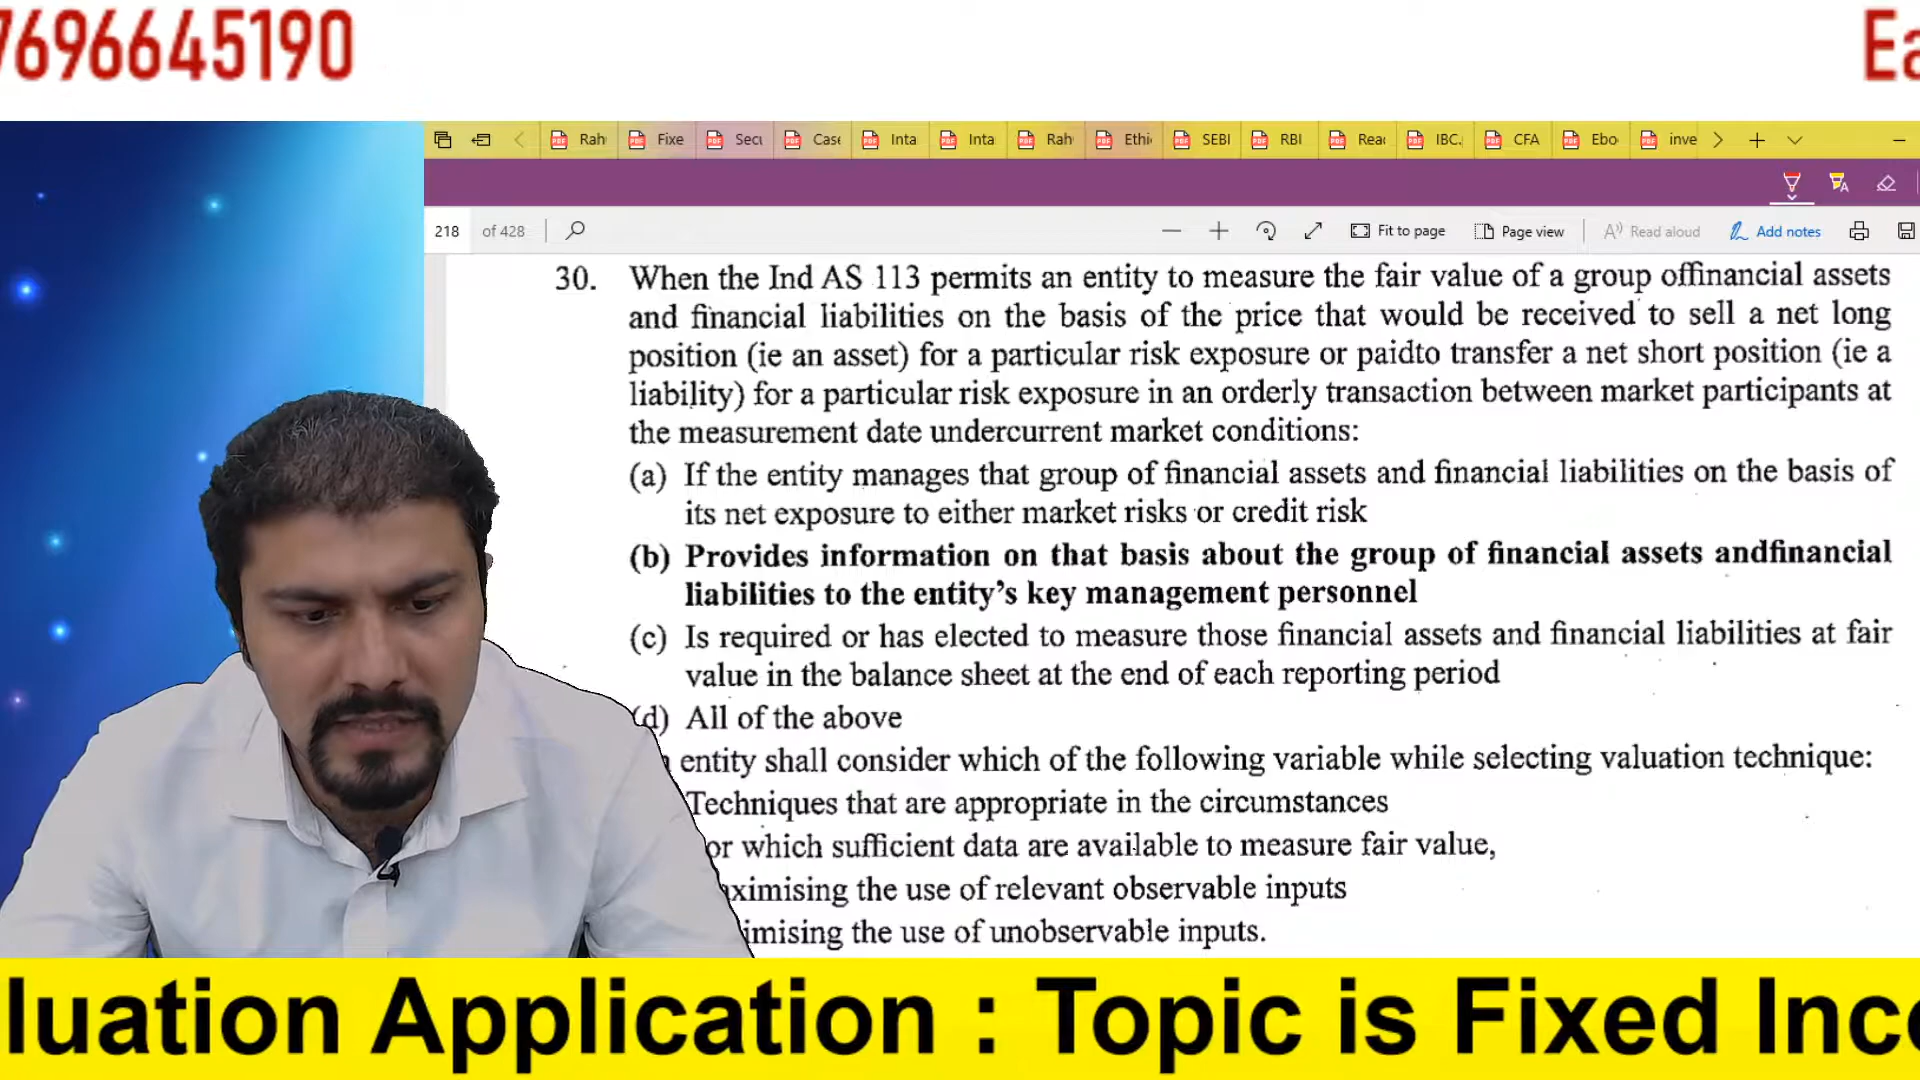 7696645190
Ea
Rah Fixe Secu Case Inta Inta Rah Ethi SEBI RBI Rea IBC. CFA Ebo inve
218 of 428 Fit to page Page view Read aloud Add notes
30. When the Ind AS 113 permits an entity to measure the fair value of a group offinancial assets
and financial liabilities on the basis of the price that would be received to sell a net long
position (ie an asset) for a particular risk exposure or paidto transfer a net short position (ie a
liability) for a particular risk exposure in an orderly transaction between market participants at
the measurement date undercurrent market conditions:
(a) If the entity manages that group of financial assets and financial liabilities on the basis of
its net exposure to either market risks or credit risk
(b) Provides information on that basis about the group of financial assets andfinancial
liabilities to the entity's key management personnel
(c) Is required or has elected to measure those financial assets and financial liabilities at fair
value in the balance sheet at the end of each reporting period
(d) All of the above
entity shall consider which of the following variable while selecting valuation technique:
Techniques that are appropriate in the circumstances
or which sufficient data are available to measure fair value,
ximising the use of relevant observable inputs
imising the use of unobservable inputs.
luation Application : Topic is Fixed Inco